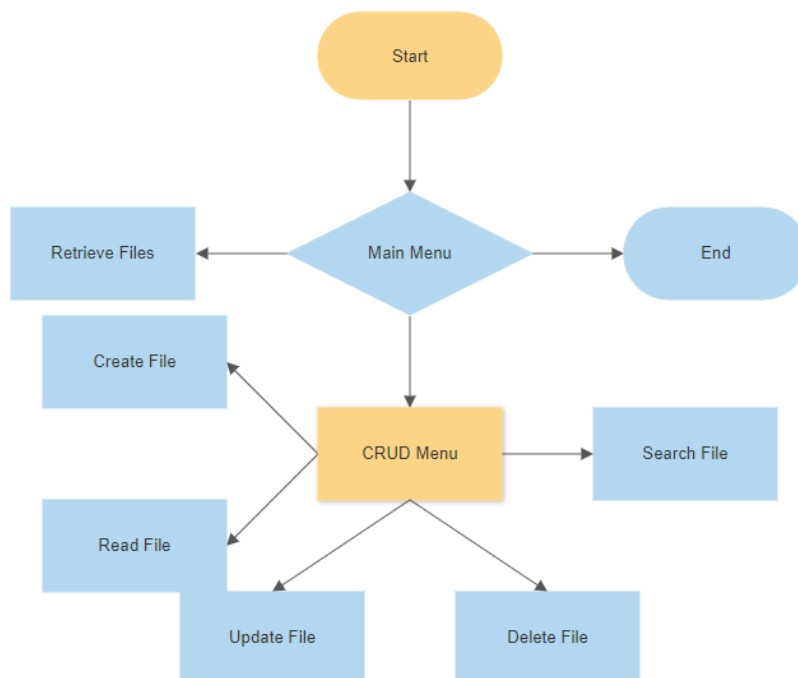 Start
Retrieve Files
Main Menu
End
Create File
CRUD Menu
Search File
Read File
Update File
Delete File